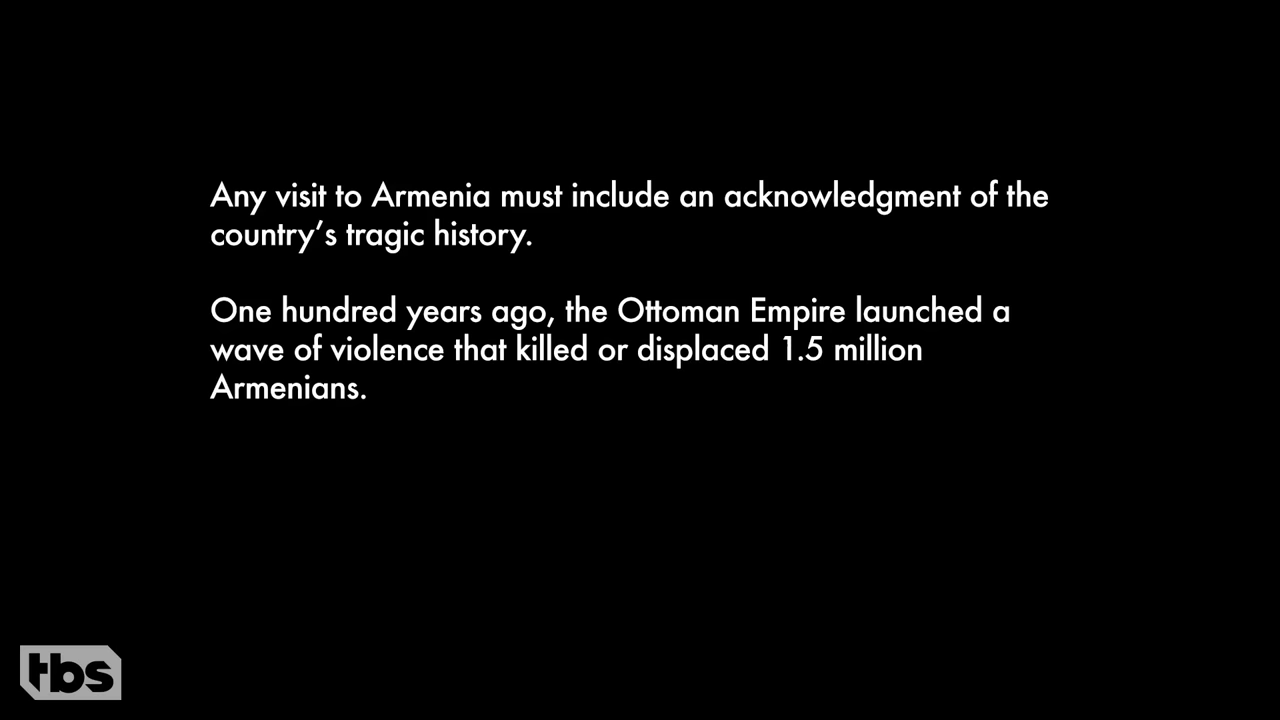 Any visit to Armenia must include an acknowledgment of the
country’s tragic history.
One hundred years ago, the Ottoman Empire launched a
wave of violence that killed or displaced 1.5 million
Armenians.
tbs